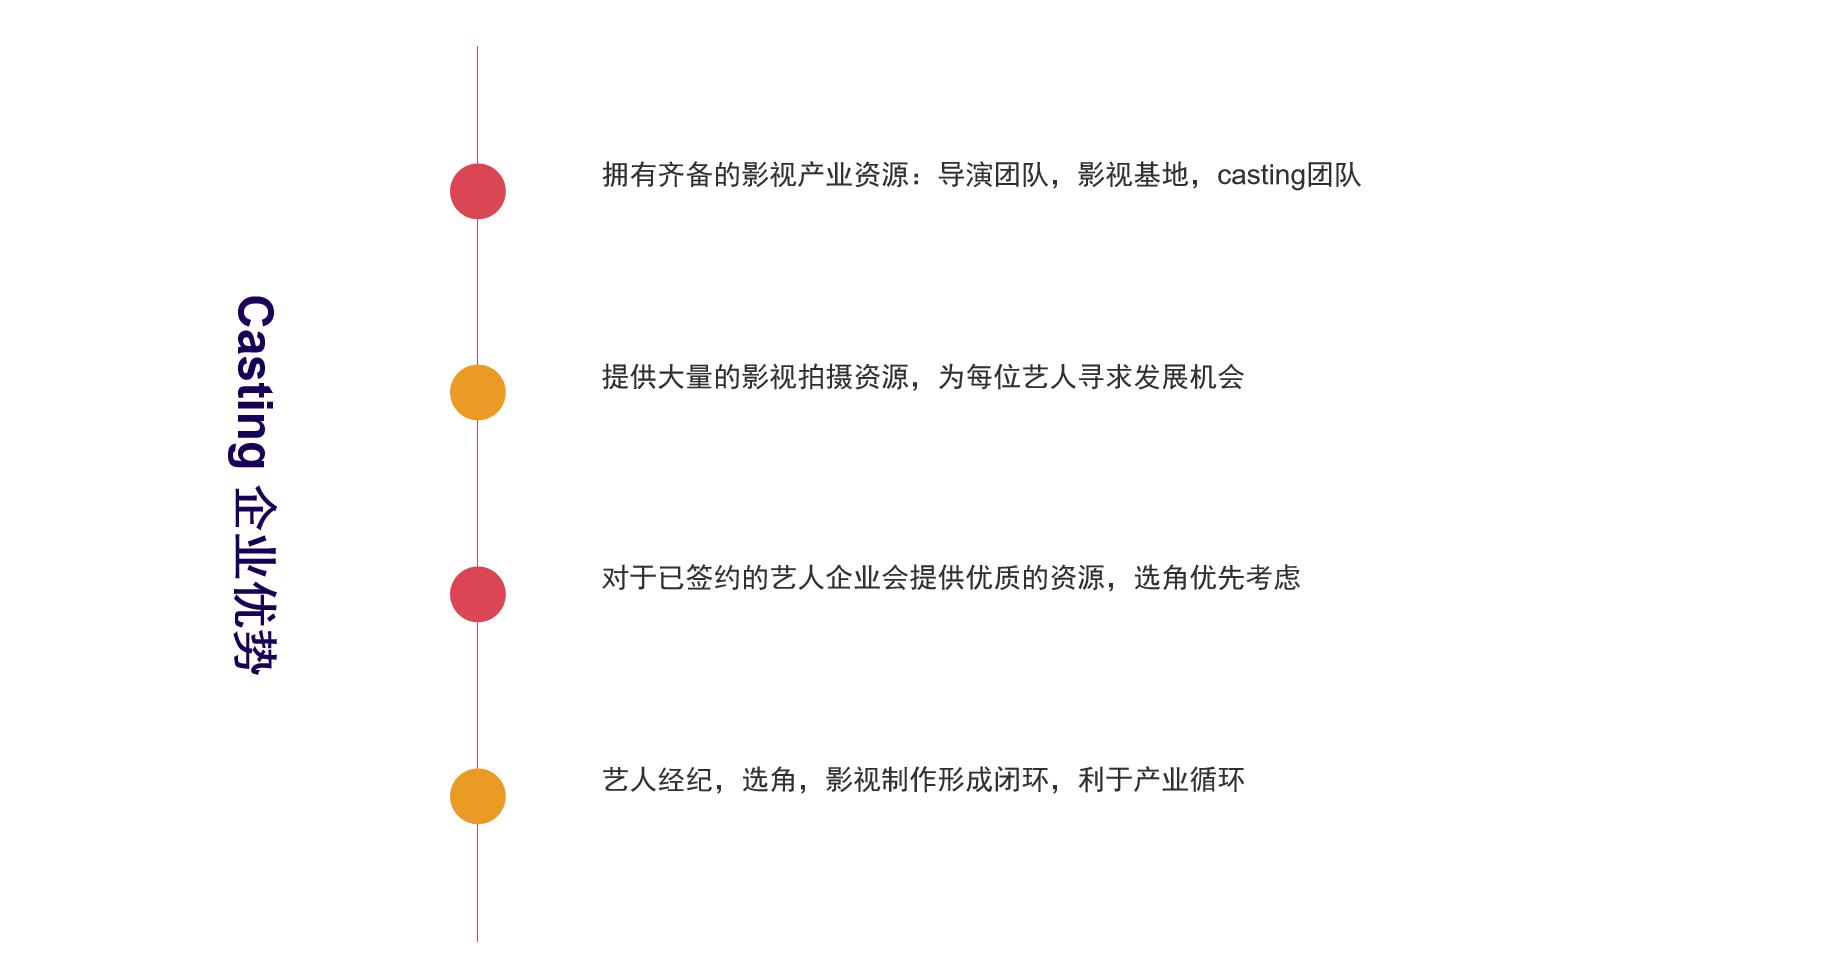 Casting 企业优势
拥有齐备的影视产业资源：导演团队，影视基地，casting团队
提供大量的影视拍摄资源，为每位艺人寻求发展机会
对于已签约的艺人企业会提供优质的资源，选角优先考虑
艺人经纪，选角，影视制作形成闭环，利于产业循环